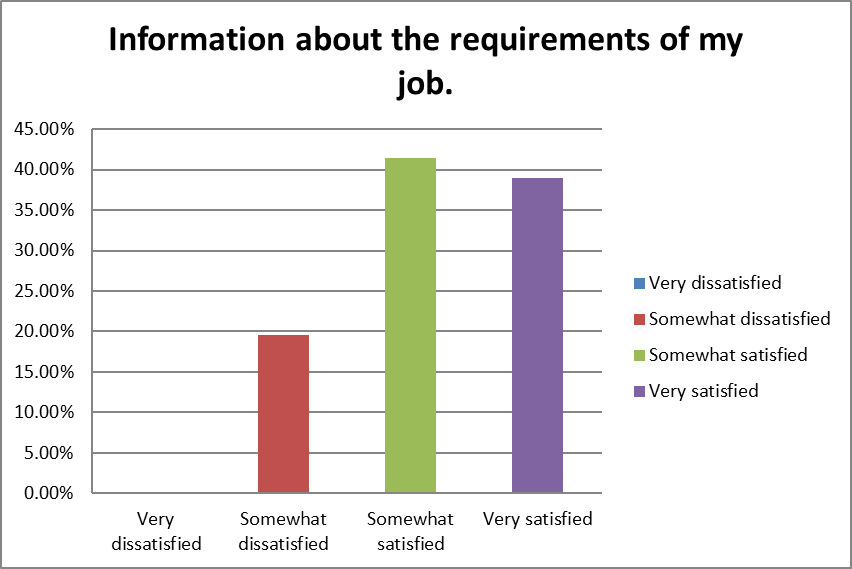 Information about the requirements of my
job.
45.00%
40.00%
35.00%
30.00%
25.00%
20.00%
15.00%
10.00%
5.00%
0.00%
Very
dissatisfied
Somewhat
dissatisfied
Somewhat
satisfied
Very satisfied
Very dissatisfied
Somewhat dissatisfied
Somewhat satisfied
Very satisfied